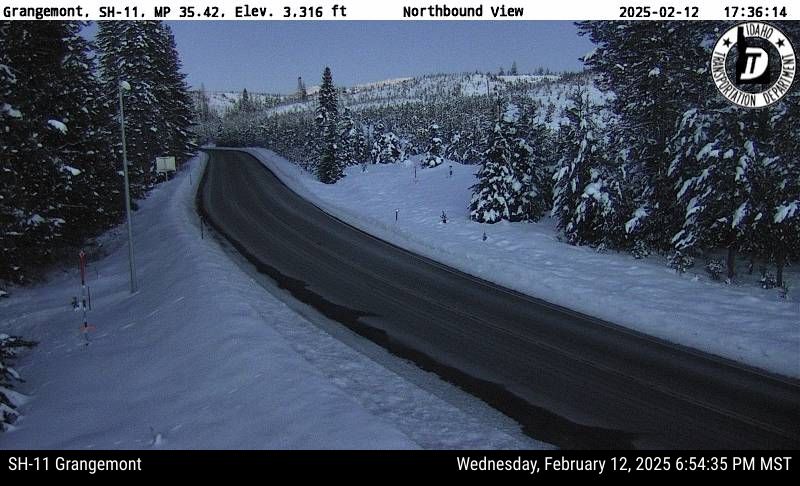 Grangemont, SH-11, MP 35.42, Elev. 3,316 ft Northbound View 2025-02-12 17:36:14
IDAHO
TRANSPORTATION DEPARTMENT
SH-11 Grangemont Wednesday, February 12, 2025 6:54:35 PM MST